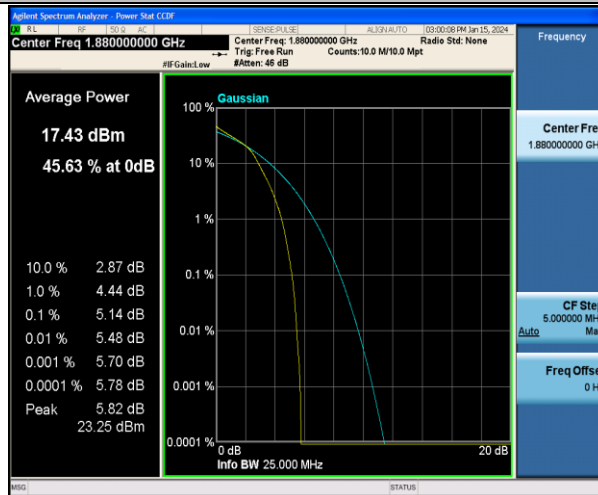 Agilent Spectrum Analyzer - Power Stat CCDF
RL RF 50 Ω AC SENSE:PULSE ALIGN AUTO 03:00:08 PM Jan 15, 2024
Center Freq 1.880000000 GHz
Center Freq: 1.880000000 GHz Radio Std: None
Trig: Free Run Counts:10.0 M/10.0 Mpt
#IFGain:Low #Atten: 46 dB
Frequency
Average Power
17.43 dBm
45.63 % at 0dB
10.0 % 2.87 dB
1.0 % 4.44 dB
0.1 % 5.14 dB
0.01 % 5.48 dB
0.001 % 5.70 dB
0.0001 % 5.78 dB
Peak 5.82 dB
23.25 dBm
Gaussian
100 %
10 %
1 %
0.1 %
0.01 %
0.001 %
0.0001 %
0 dB 20 dB
Info BW 25.000 MHz
Center Fre
1.880000000 GH
CF Ste
5.000000 MH
Auto Ma
Freq Offse
0 H
MSG STATUS